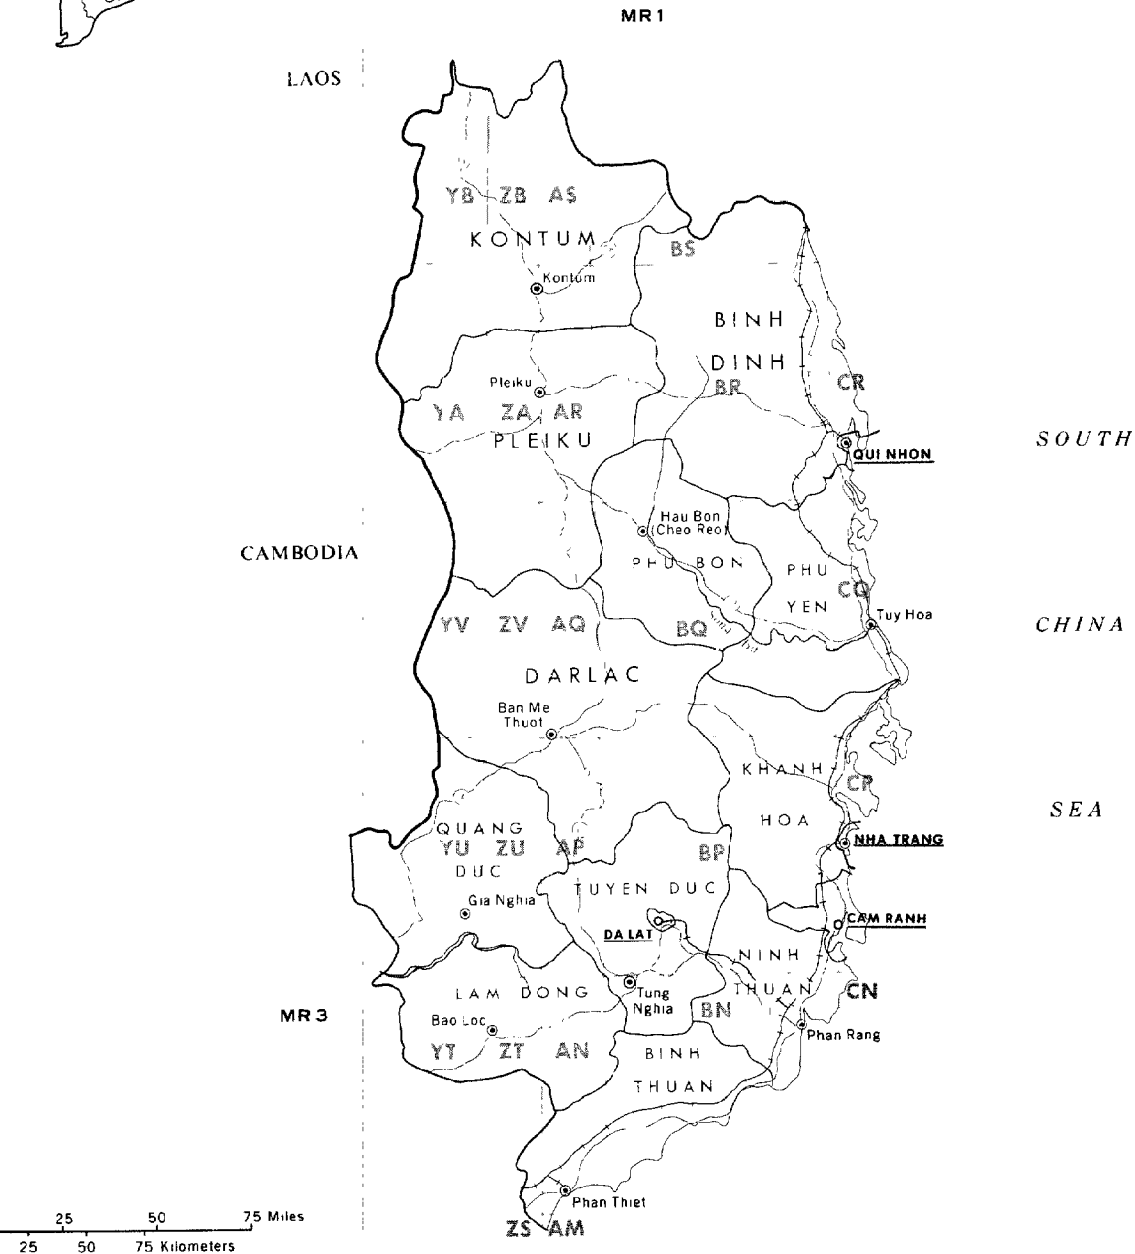 MR 1
LAOS
YB ZB AS
KONTUM
BS
Kontum
BINH
DINH
Pleiku
BR
CR
YA ZA AR
PLEIKU
SOUTH
QUI NHON
Hau Bon
(Cheo Reo)
CAMBODIA
PHU BON
PHU
CQ
YEN
Tuy Hoa
YV ZV AQ
BQ
CHINA
DARLAC
Ban Me
Thuot
KHANH
CP
SEA
HOA
QUANG
NHA TRANG
YU ZU AP
BP
DUC
TUYEN DUC
Gia Nghia
CAM RANH
DA LAT
NINH
THUAN
CN
LAM DONG
Tung
Nghia
BN
MR 3
Bao Loc
Phan Rang
YT ZT AN
BINH
THUAN
Phan Thiet
ZS AM
25 50 75 Miles
25 50 75 Kilometers